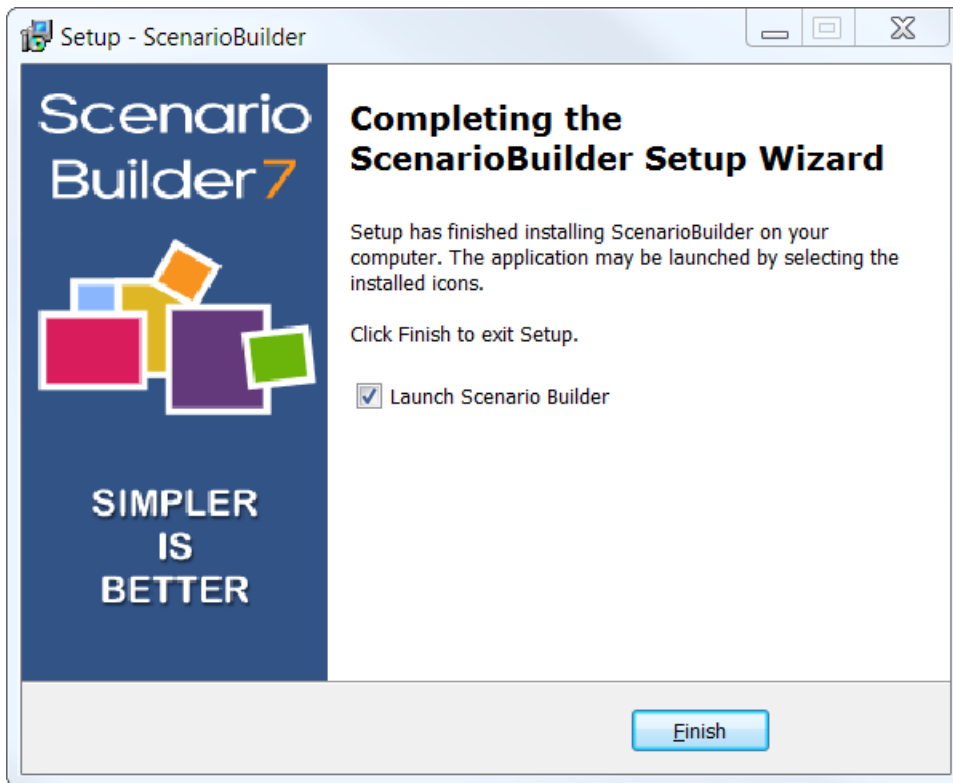 Setup - ScenarioBuilder
Scenario
Builder7
SIMPLER
IS
BETTER
Completing the
ScenarioBuilder Setup Wizard
Setup has finished installing ScenarioBuilder on your
computer. The application may be launched by selecting the
installed icons.
Click Finish to exit Setup.
Launch Scenario Builder
Finish